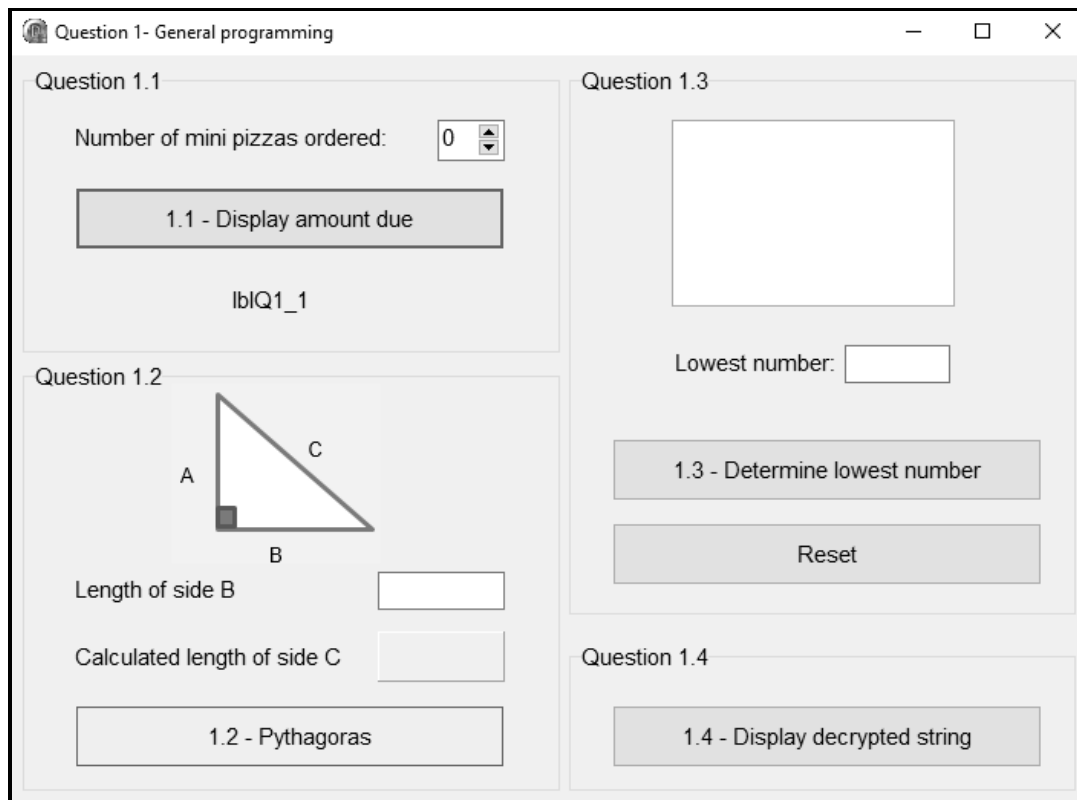 Question 1- General programming
Question 1.1
Number of mini pizzas ordered: 0
1.1 - Display amount due
lblQ1_1
Question 1.2
A
C
B
Length of side B
Calculated length of side C
1.2 - Pythagoras
Question 1.3
Lowest number:
1.3 - Determine lowest number
Reset
Question 1.4
1.4 - Display decrypted string